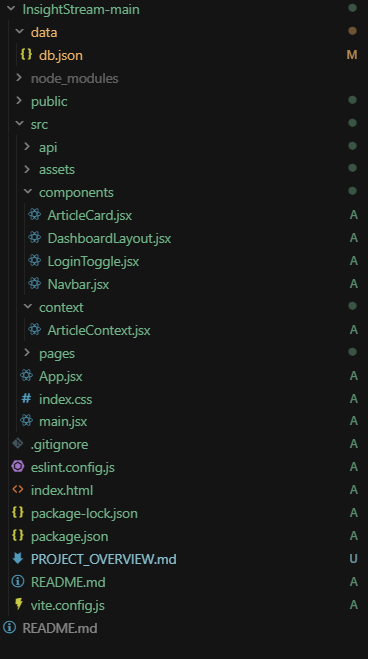 InsightStream-main
data
{} db.json M
node_modules
public
src
api
assets
components
ArticleCard.jsx A
DashboardLayout.jsx A
LoginToggle.jsx A
Navbar.jsx A
context
ArticleContext.jsx A
pages
App.jsx A
# index.css A
main.jsx A
.gitignore A
eslint.config.js A
<> index.html A
{} package-lock.json A
{} package.json A
PROJECT_OVERVIEW.md U
README.md A
vite.config.js A
README.md